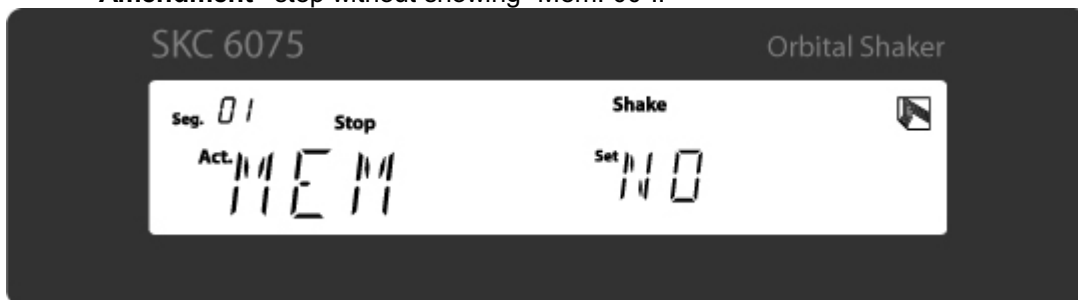 SKC 6075 Orbital Shaker
Seg. 01 Stop Shake
Act. MEM Set NO